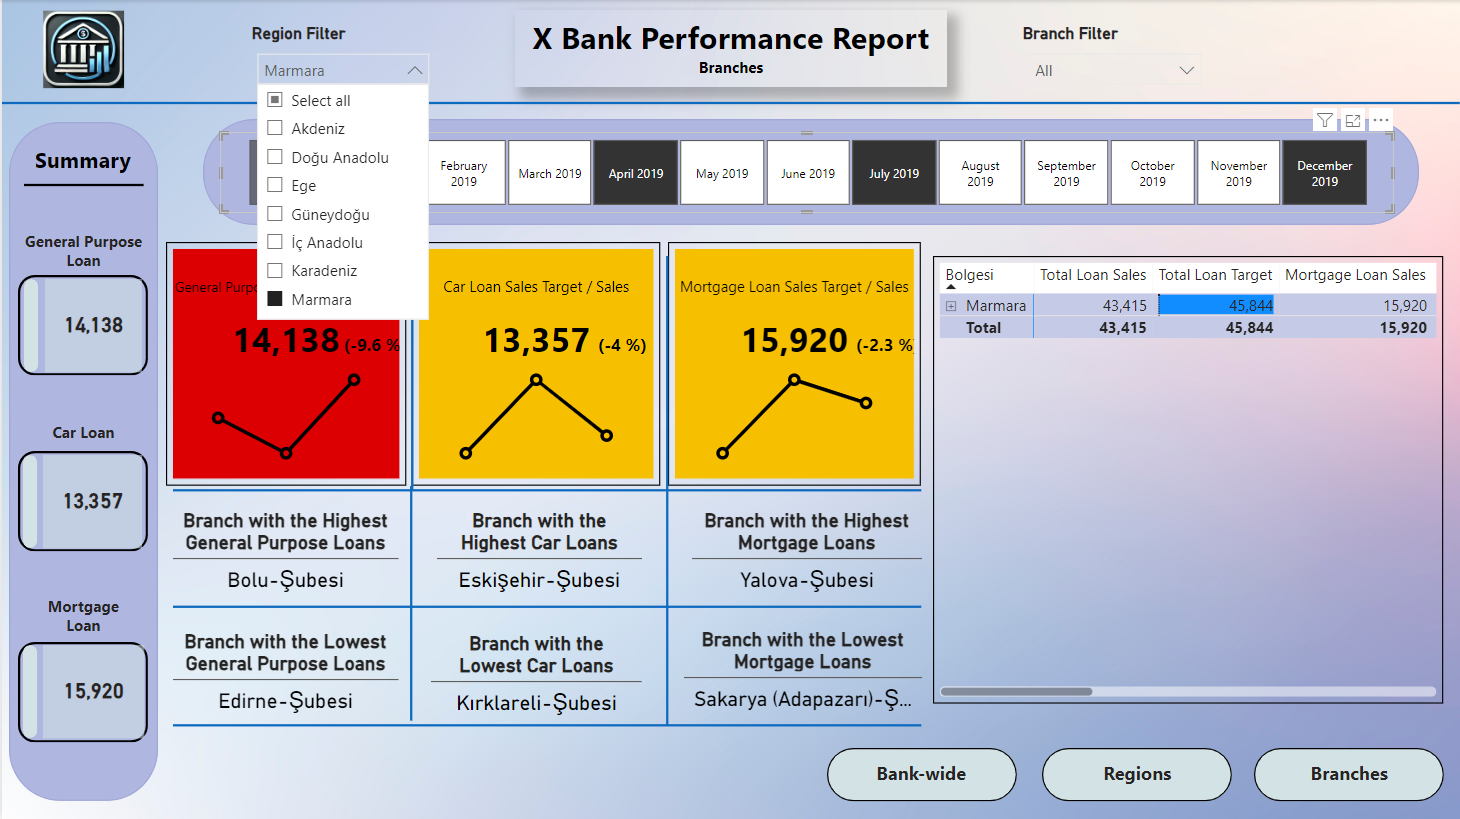 Region Filter
X Bank Performance Report
Branches
Branch Filter
Marmara
All
Select all
Akdeniz
Doğu Anadolu
Ege
Güneydoğu
İç Anadolu
Karadeniz
Marmara
February
2019
March 2019
April 2019
May 2019
June 2019
July 2019
August
2019
September
2019
October
2019
November
2019
December
2019
Summary
General Purpose
Loan
14,138
Car Loan
13,357
Mortgage
Loan
15,920
General Purpo
14,138 (-9.6 %
Car Loan Sales Target / Sales
13,357 (-4 %)
Mortgage Loan Sales Target / Sales
15,920 (-2.3 %)
Bolgesi Total Loan Sales Total Loan Target Mortgage Loan Sales
Marmara 43,415 45,844 15,920
Total 43,415 45,844 15,920
Branch with the Highest
General Purpose Loans
Bolu-Şubesi
Branch with the
Highest Car Loans
Eskişehir-Şubesi
Branch with the Highest
Mortgage Loans
Yalova-Şubesi
Branch with the Lowest
General Purpose Loans
Edirne-Şubesi
Branch with the
Lowest Car Loans
Kırklareli-Şubesi
Branch with the Lowest
Mortgage Loans
Sakarya (Adapazarı)-Ş...
Bank-wide
Regions
Branches